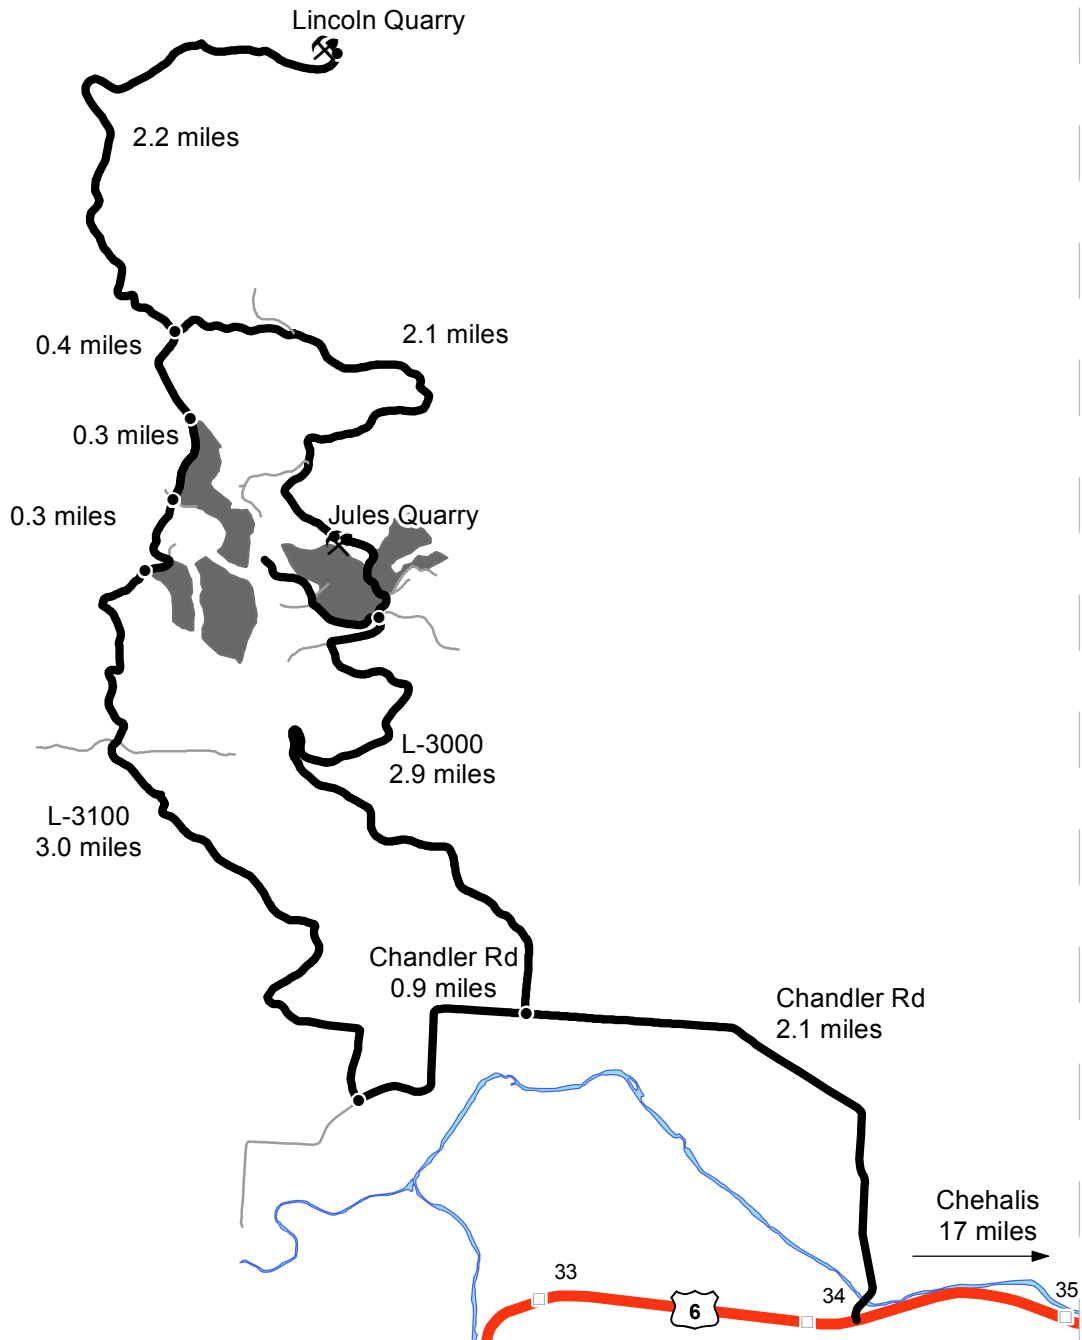 Lincoln Quarry
2.2 miles
2.1 miles
0.4 miles
0.3 miles
0.3 miles
Jules Quarry
L-3000
2.9 miles
L-3100
3.0 miles
Chandler Rd
0.9 miles
Chandler Rd
2.1 miles
Chehalis
17 miles
33
34
35
6